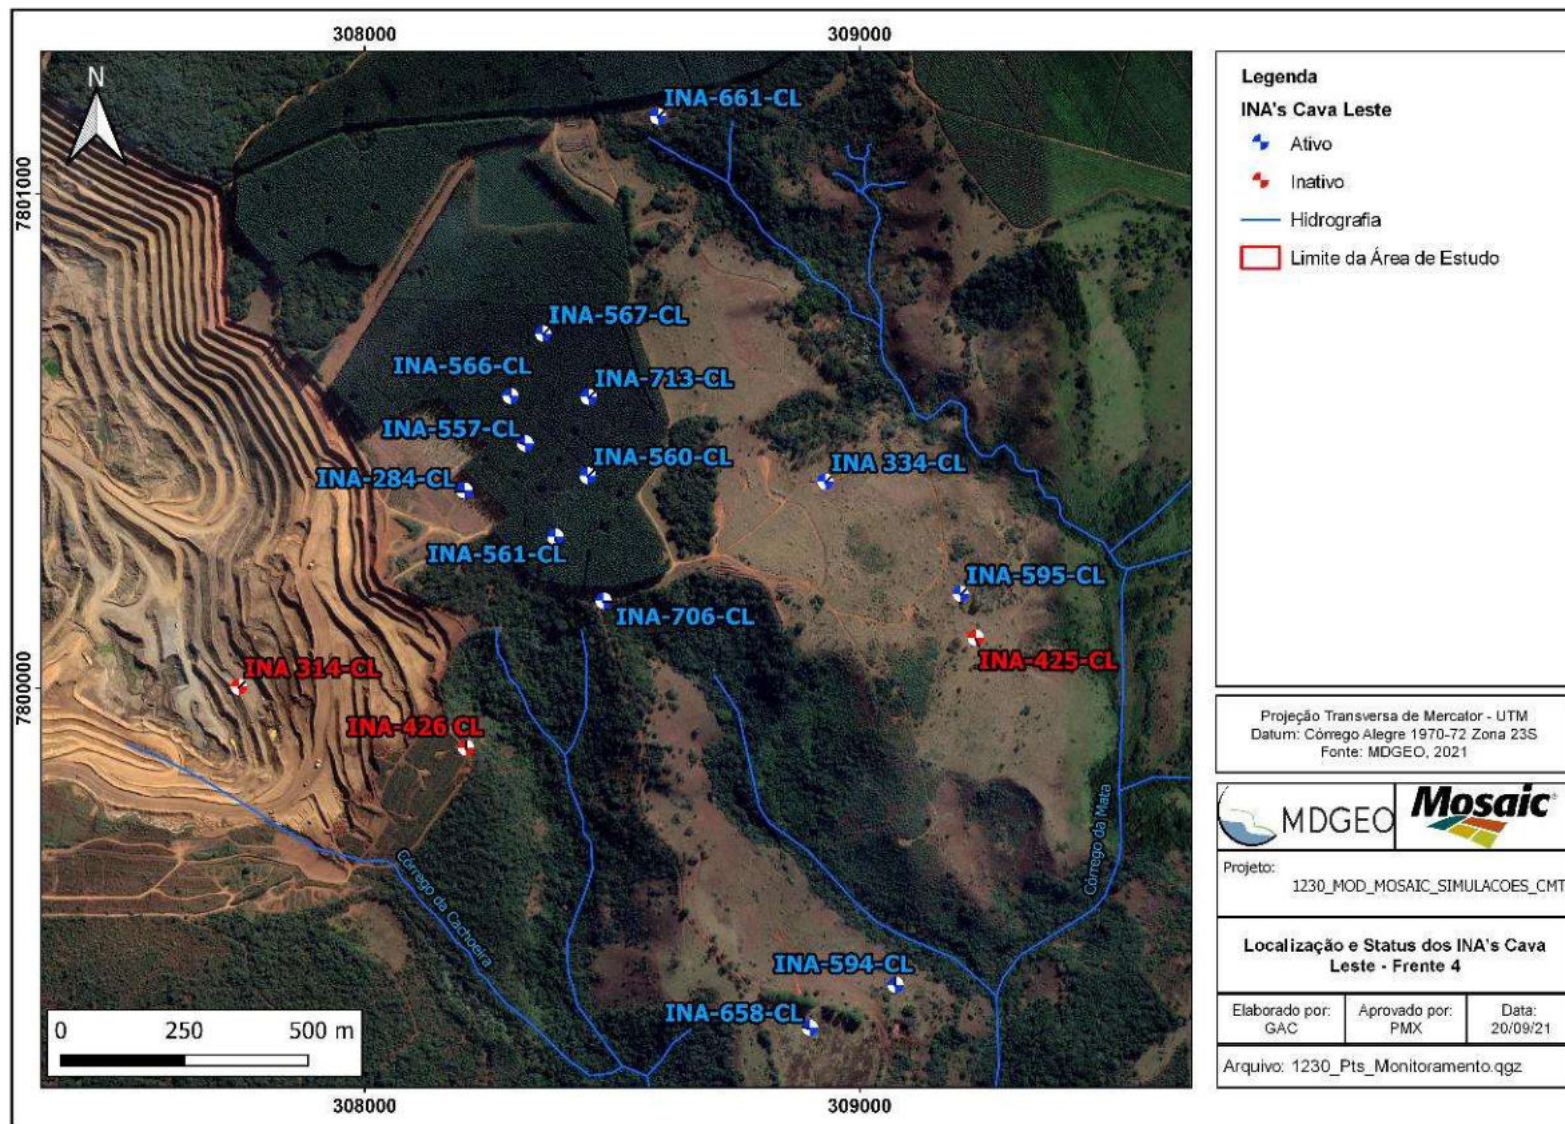 308000
309000
N
INA-661-CL
7801000
INA-567-CL
INA-566-CL
INA-713-CL
INA-557-CL
INA-560-CL
INA 334-CL
INA-284-CL
INA-561-CL
INA-595-CL
INA-706-CL
INA-425-CL
INA 314-CL
7800000
INA-426 CL
Córrego da Mata
Córrego da Cachoeira
INA-594-CL
INA-658-CL
0 250 500 m
308000
309000
Legenda
INA's Cava Leste
Ativo
Inativo
Hidrografia
Limite da Área de Estudo
Projeção Transversa de Mercator - UTM
Datum: Córrego Alegre 1970-72 Zona 23S
Fonte: MDGEO, 2021
MDGEO
Mosaic
Projeto:
1230_MOD_MOSAIC_SIMULACOES_CMT
Localização e Status dos INA's Cava
Leste - Frente 4
Elaborado por:
GAC
Aprovado por:
PMX
Data:
20/09/21
Arquivo: 1230_Pts_Monitoramento.qgz